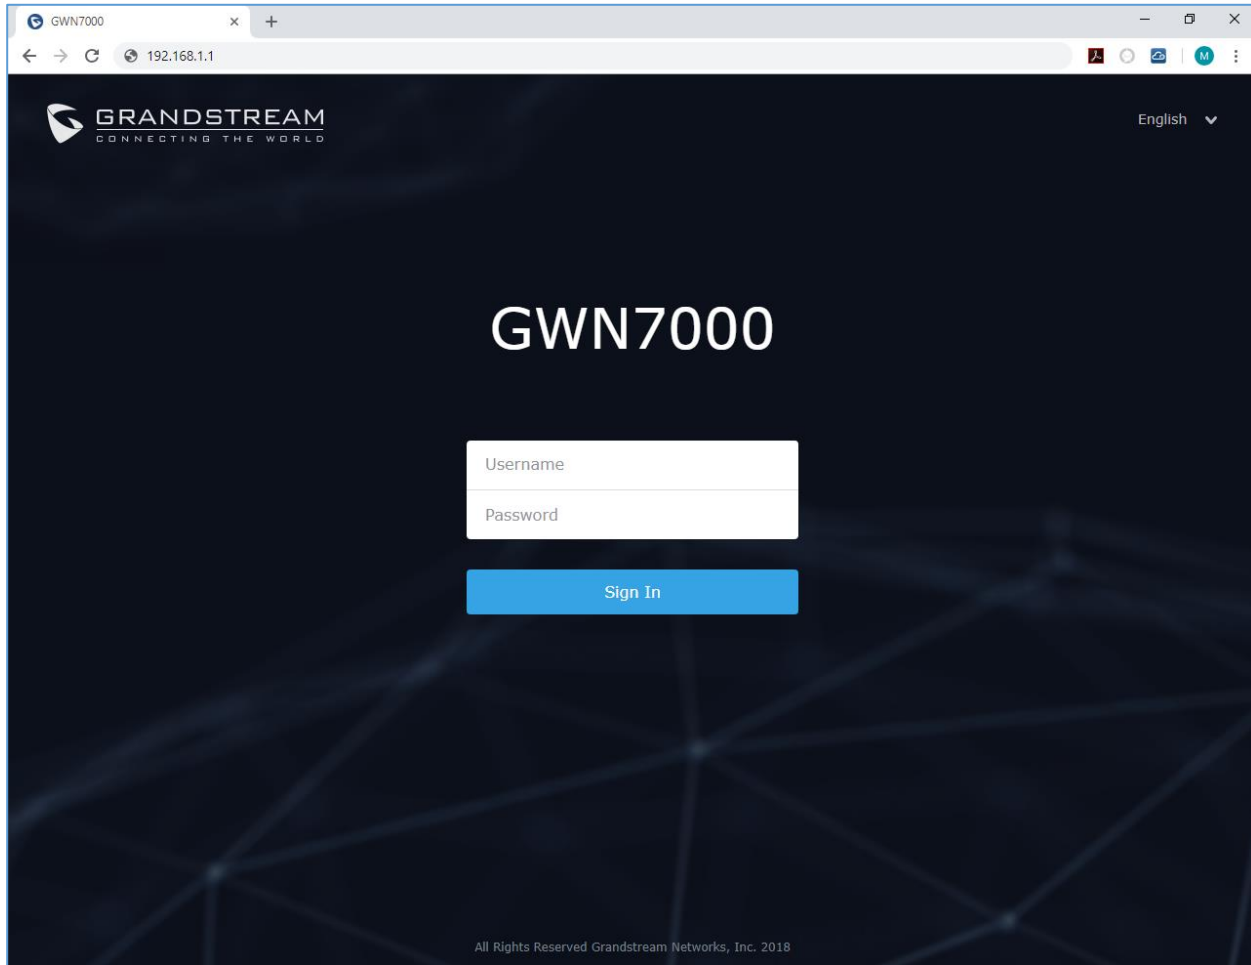 GWN7000
192.168.1.1
M
GRANDSTREAM
CONNECTING THE WORLD
English
GWN7000
Username
Password
Sign In
All Rights Reserved Grandstream Networks, Inc. 2018